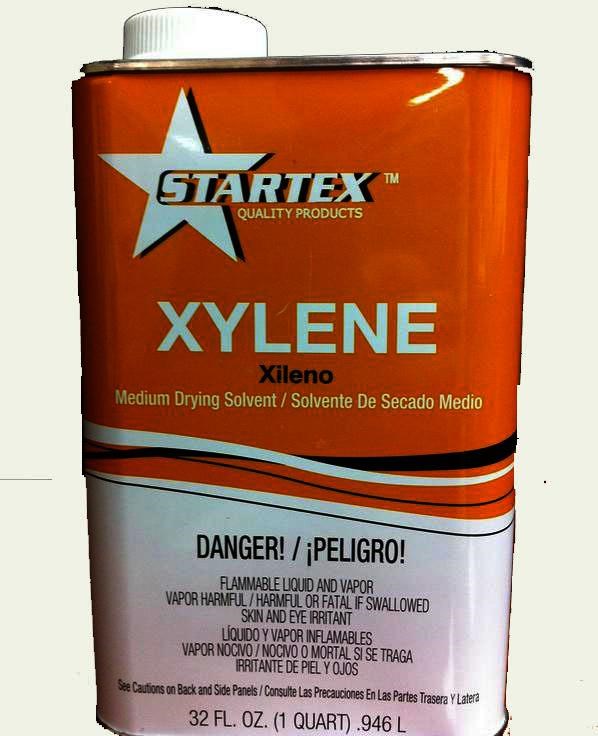 STARTEX™
QUALITY PRODUCTS
XYLENE
Xileno
Medium Drying Solvent / Solvente De Secado Medio
DANGER! / ¡PELIGRO!
FLAMMABLE LIQUID AND VAPOR
VAPOR HARMFUL / HARMFUL OR FATAL IF SWALLOWED
SKIN AND EYE IRRITANT
LÍQUIDO Y VAPOR INFLAMABLES
VAPOR NOCIVO / NOCIVO O MORTAL SI SE TRAGA
IRRITANTE DE PIEL Y OJOS
See Cautions on Back and Side Panels / Consulte Las Precauciones En Las Partes Trasera Y Latera
32 FL. OZ. (1 QUART) .946 L